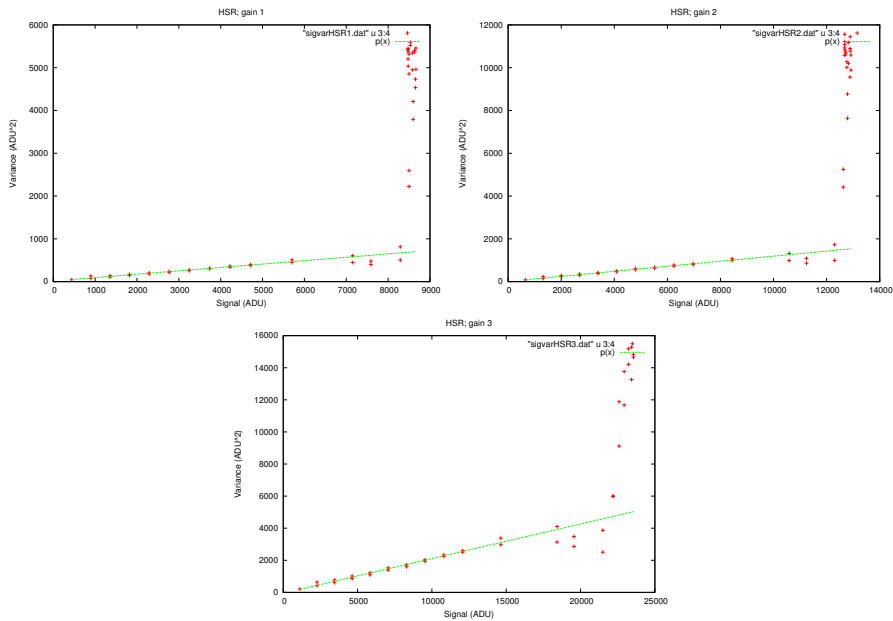 HSR; gain 1
6000
5000
4000
3000
2000
1000
0
Variance (ADU^2)
"sigvarHSR1.dat" u 3:4
p(x)
0 1000 2000 3000 4000 5000 6000 7000 8000 9000
Signal (ADU)
HSR; gain 2
12000
10000
8000
6000
4000
2000
0
Variance (ADU^2)
"sigvarHSR2.dat" u 3:4
p(x)
0 2000 4000 6000 8000 10000 12000 14000
Signal (ADU)
HSR; gain 3
16000
14000
12000
10000
8000
6000
4000
2000
0
Variance (ADU^2)
"sigvarHSR3.dat" u 3:4
p(x)
0 5000 10000 15000 20000 25000
Signal (ADU)